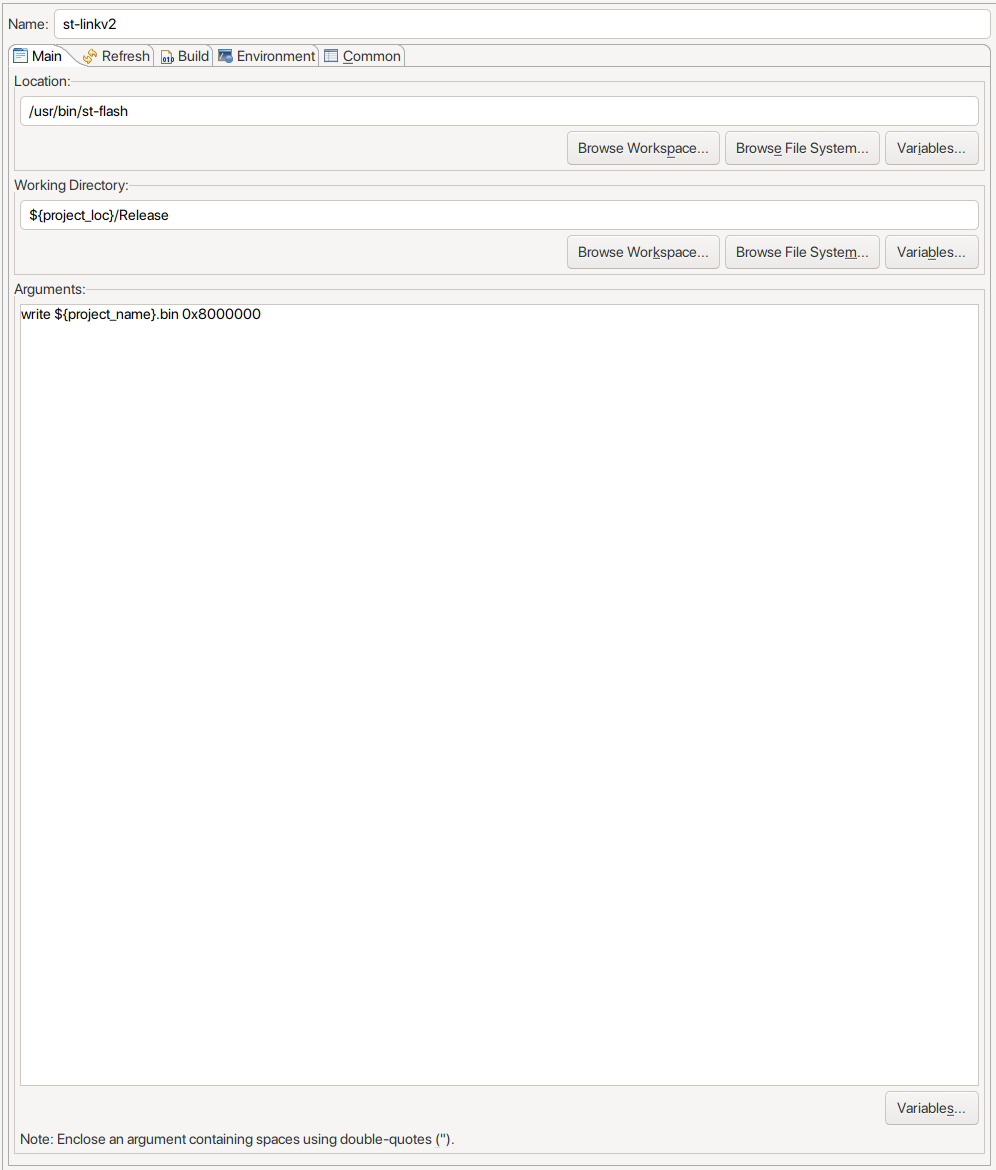 Name: st-linkv2
Main Refresh Build Environment Common
Location:
/usr/bin/st-flash
Browse Workspace... Browse File System... Variables...
Working Directory:
${project_loc}/Release
Browse Workspace... Browse File System... Variables...
Arguments:
write ${project_name}.bin 0x8000000
Variables...
Note: Enclose an argument containing spaces using double-quotes (").